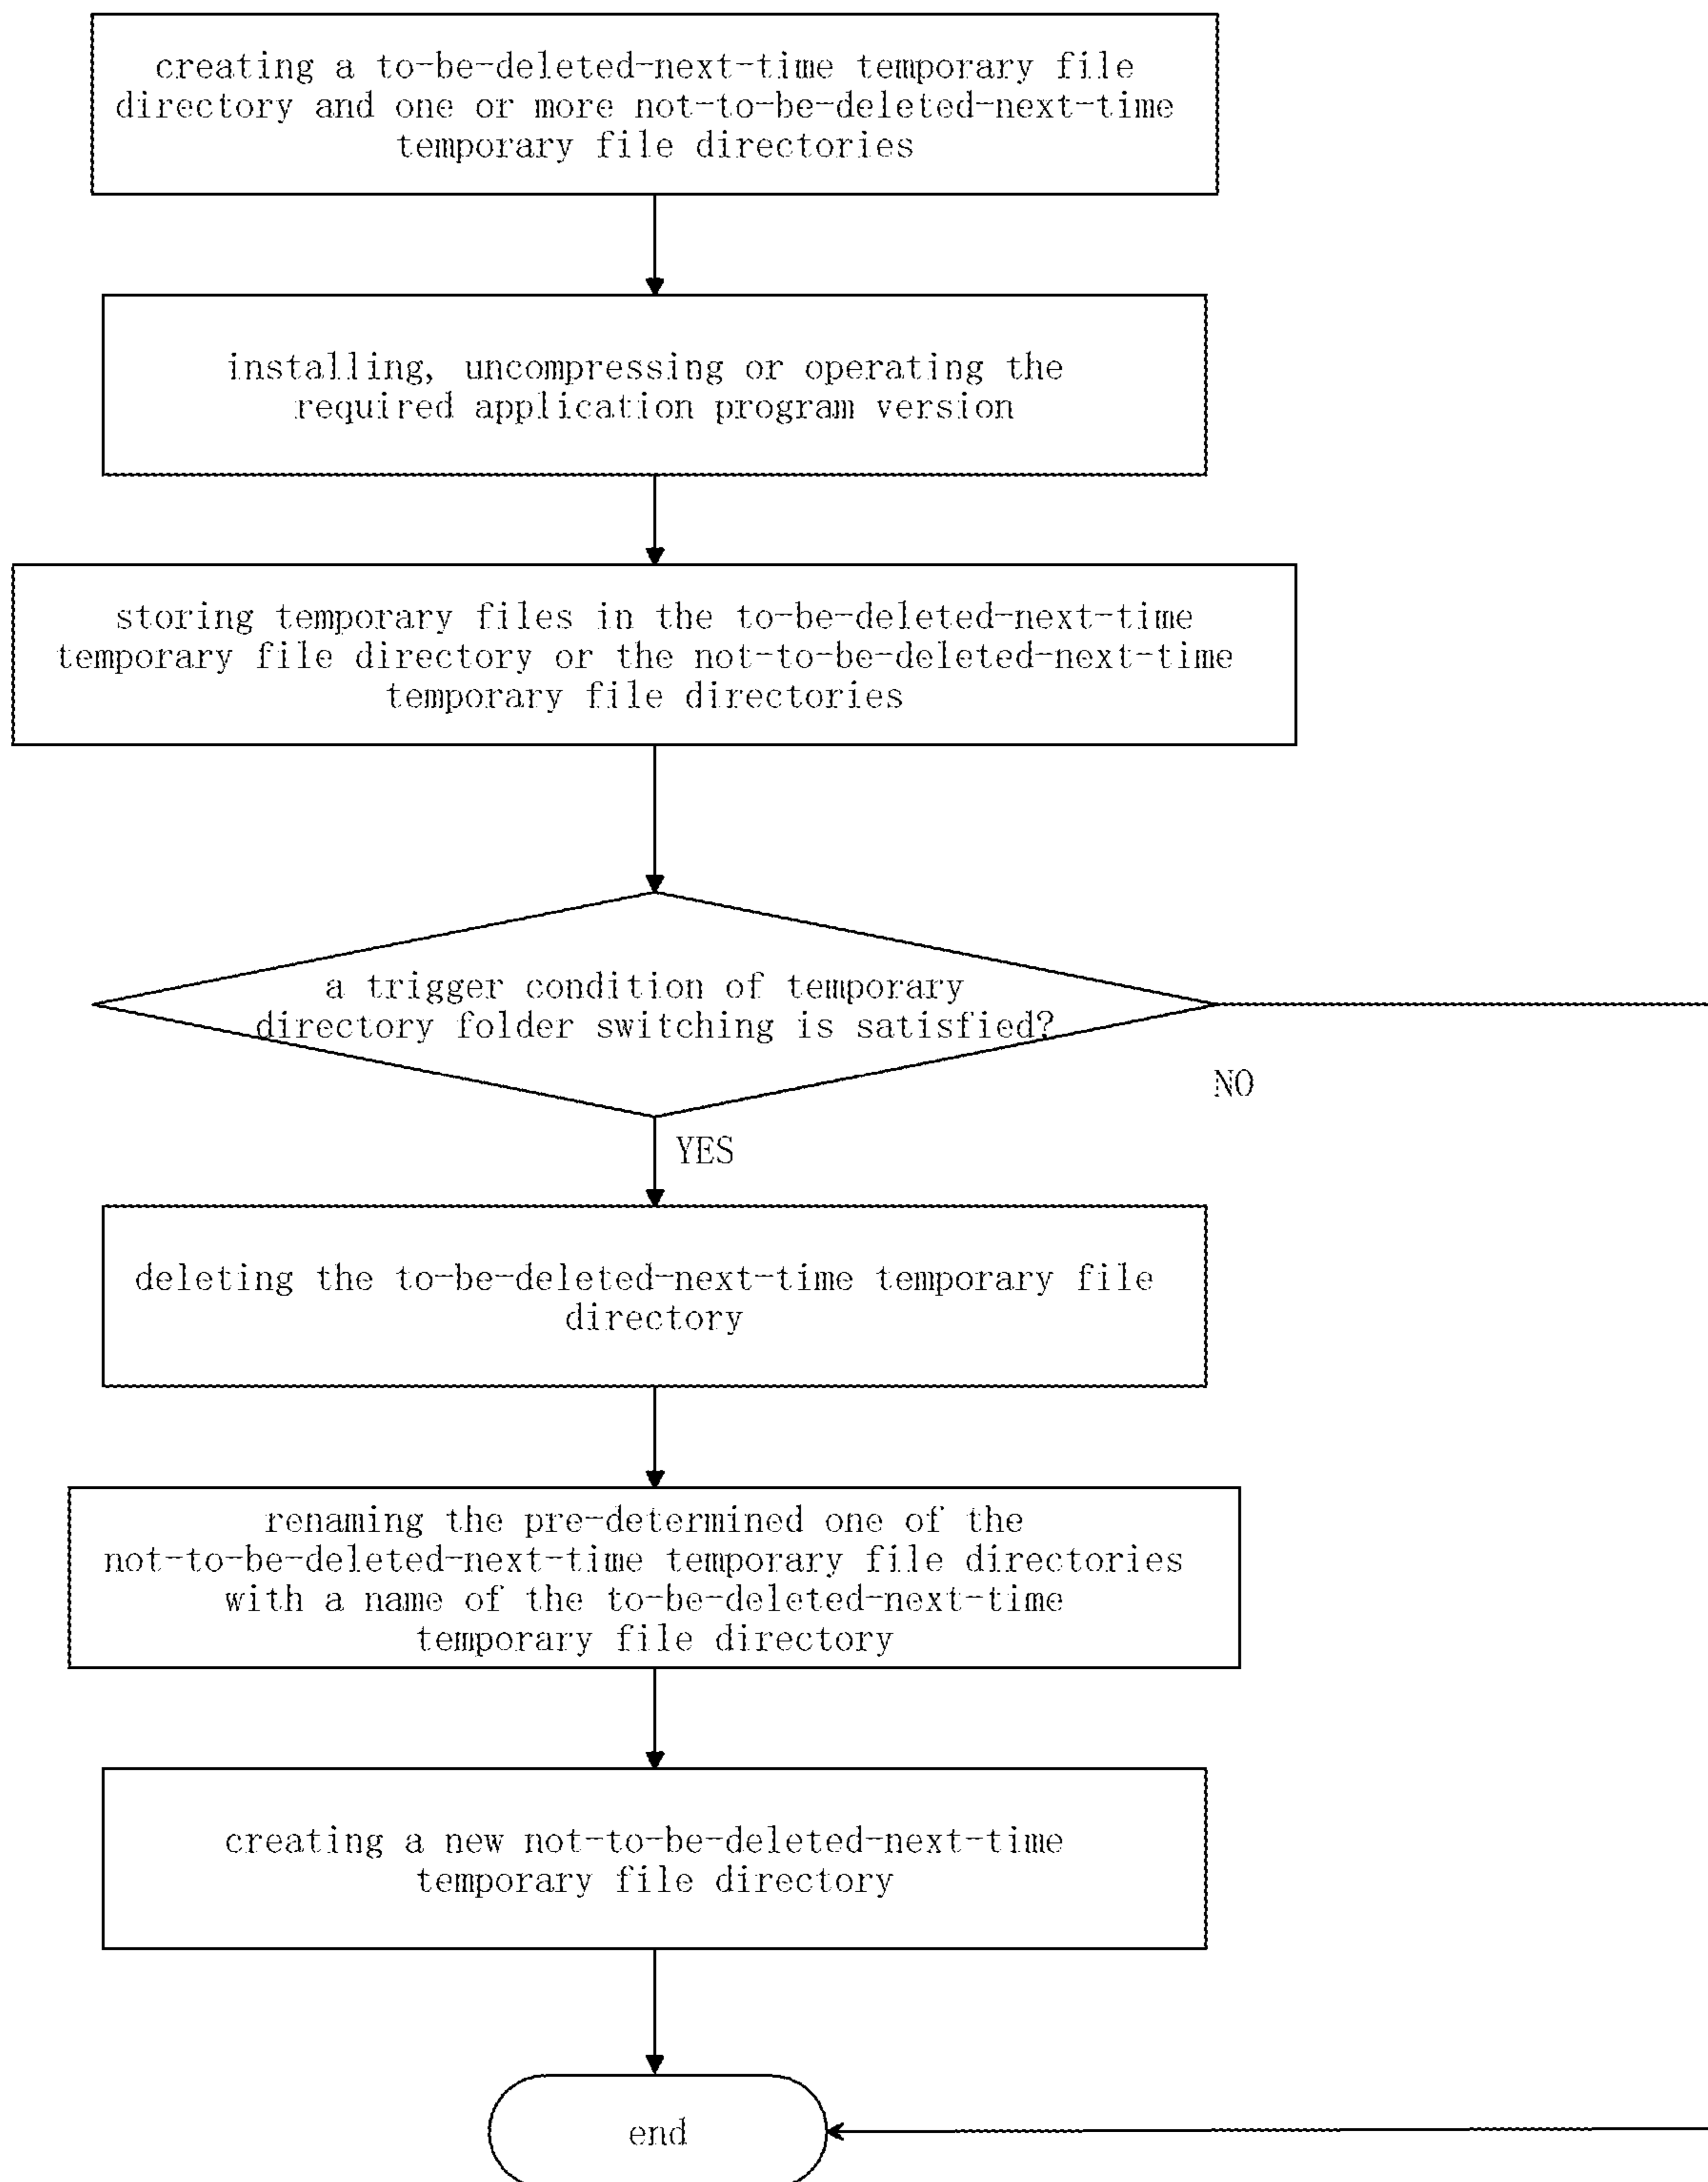 creating a to-be-deleted-next-time temporary file
directory and one or more not-to-be-deleted-next-time
temporary file directories
installing, uncompressing or operating the
required application program version
storing temporary files in the to-be-deleted-next-time
temporary file directory or the not-to-be-deleted-next-time
temporary file directories
a trigger condition of temporary
directory folder switching is satisfied?
NO
YES
deleting the to-be-deleted-next-time temporary file
directory
renaming the pre-determined one of the
not-to-be-deleted-next-time temporary file directories
with a name of the to-be-deleted-next-time
temporary file directory
creating a new not-to-be-deleted-next-time
temporary file directory
end